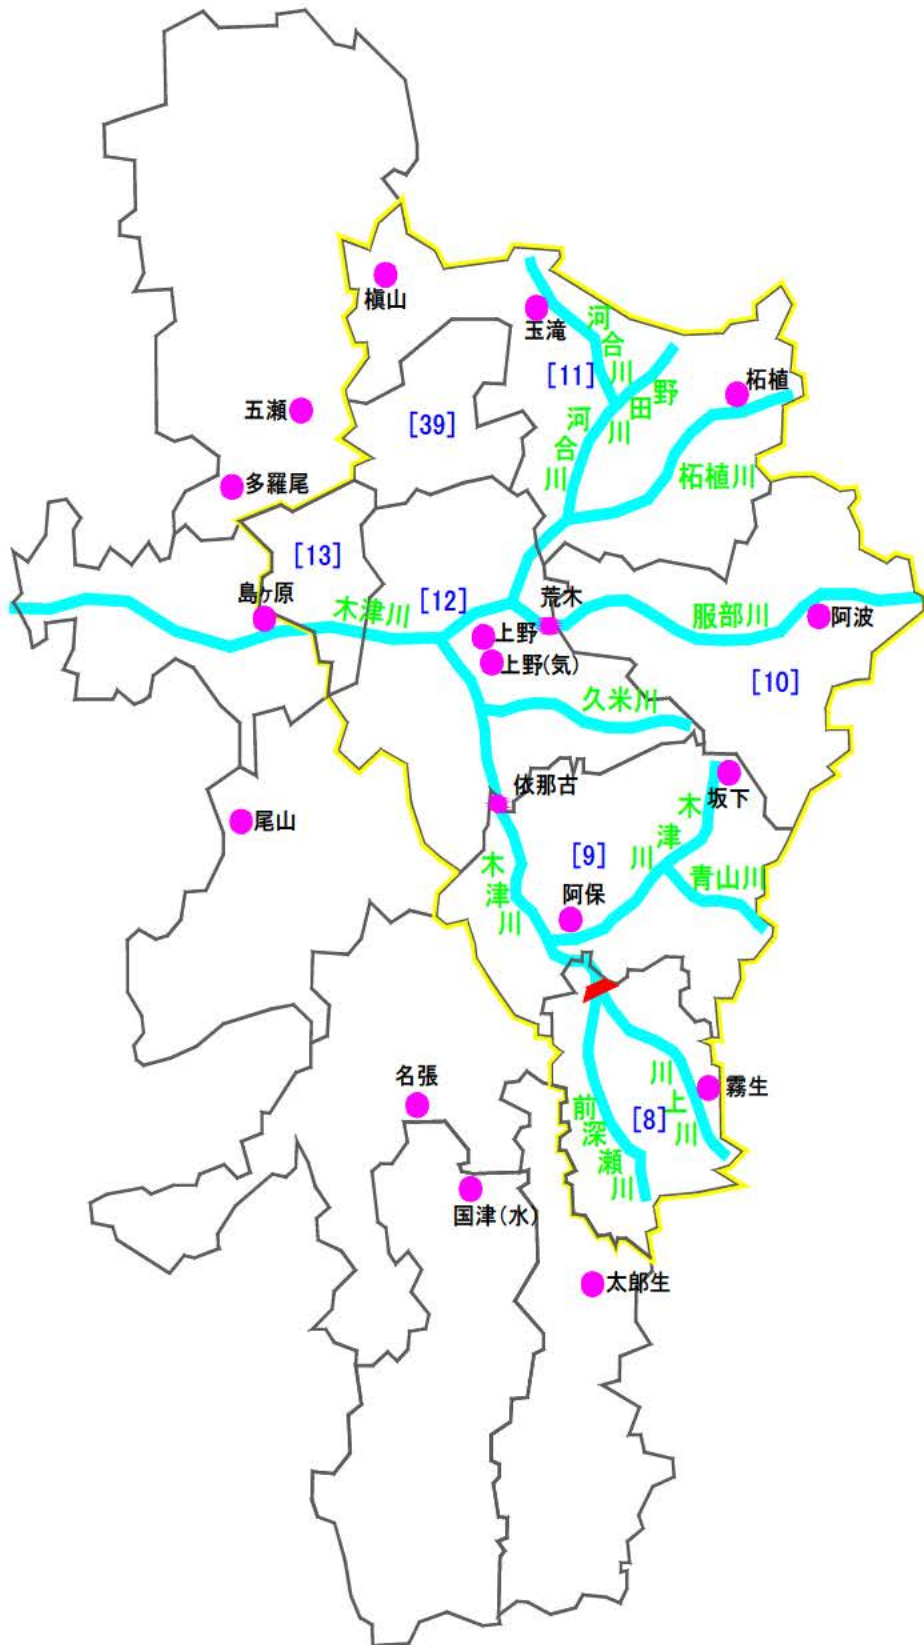 槇山
玉滝
河合川
[11]
柘植
野田川
五瀬
[39]
河合川
柘植川
多羅尾
[13]
島ヶ原
木津川
[12]
荒木
服部川
阿波
上野
上野(気)
[10]
久米川
依那古
坂下
尾山
木津川
[9]
木津川
青山川
阿保
名張
川上川
霧生
前深瀬川
[8]
国津(水)
太郎生